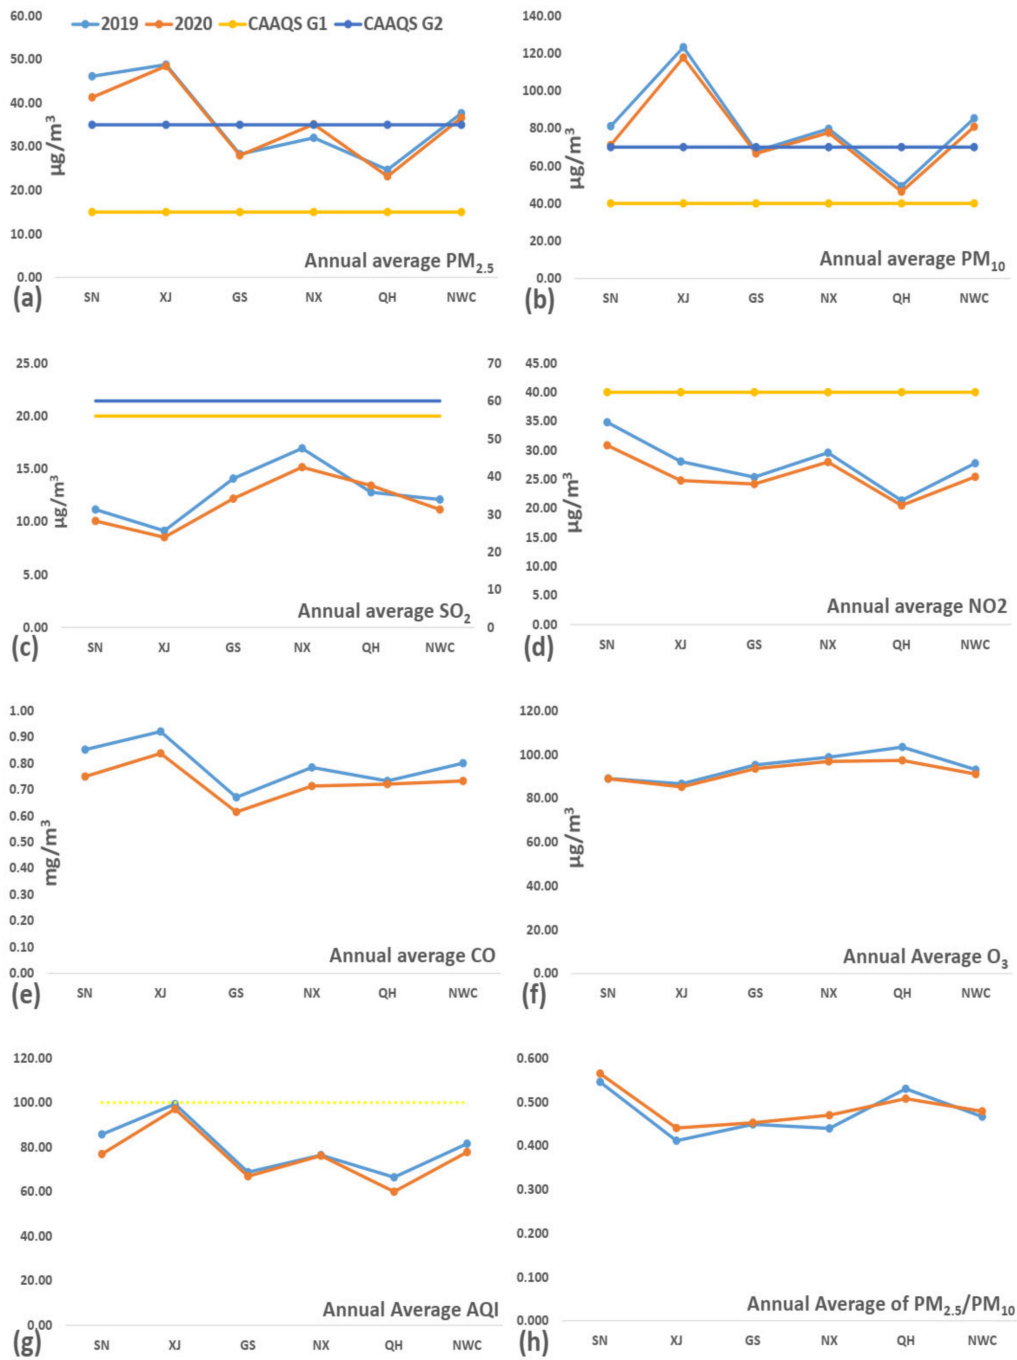 60.00
2019 2020 CAAQS G1 CAAQS G2
50.00
40.00
30.00
20.00
10.00
0.00
µg/m³
Annual average PM2.5
(a)
SN XJ GS NX QH NWC
140.00
120.00
100.00
80.00
60.00
40.00
20.00
0.00
µg/m³
Annual average PM10
(b)
SN XJ GS NX QH NWC
25.00
20.00
15.00
10.00
5.00
0.00
µg/m³
70
60
50
40
30
20
10
0
Annual average SO2
(c)
SN XJ GS NX QH NWC
45.00
40.00
35.00
30.00
25.00
20.00
15.00
10.00
5.00
0.00
µg/m³
Annual average NO2
(d)
SN XJ GS NX QH NWC
1.00
0.90
0.80
0.70
0.60
0.50
0.40
0.30
0.20
0.10
0.00
mg/m³
Annual average CO
(e)
SN XJ GS NX QH NWC
120.00
100.00
80.00
60.00
40.00
20.00
0.00
µg/m³
Annual Average O3
(f)
SN XJ GS NX QH NWC
120.00
100.00
80.00
60.00
40.00
20.00
0.00
Annual Average AQI
(g)
SN XJ GS NX QH NWC
0.600
0.500
0.400
0.300
0.200
0.100
0.000
Annual Average of PM2.5/PM10
(h)
SN XJ GS NX QH NWC